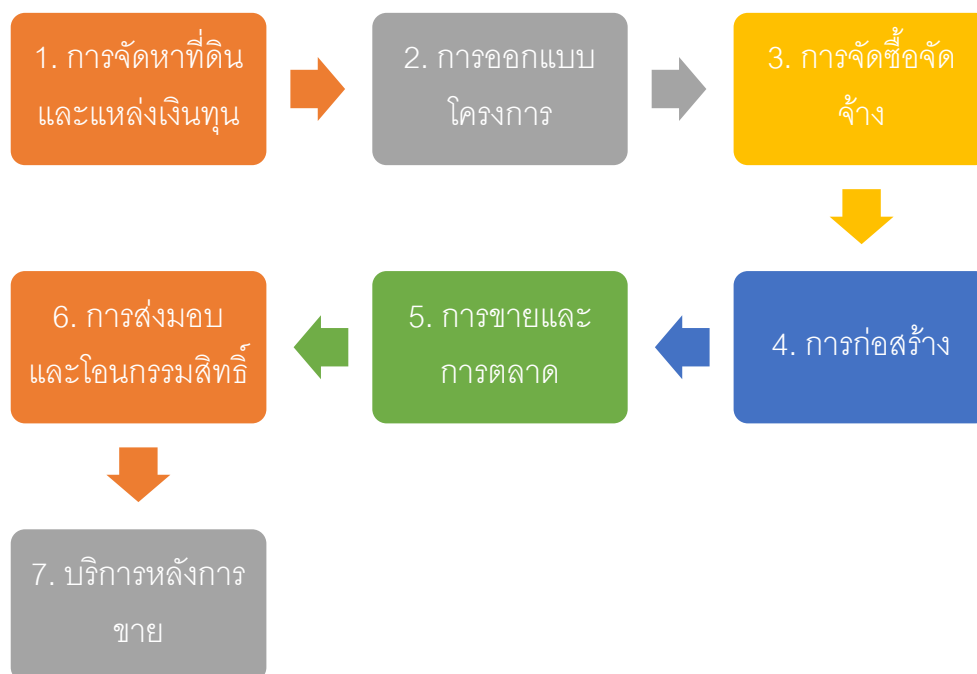 1. การจัดหาที่ดิน
และแหล่งเงินทุน
2. การออกแบบ
โครงการ
3. การจัดซื้อจัด
จ้าง
4. การก่อสร้าง
5. การขายและ
การตลาด
6. การส่งมอบ
และโอนกรรมสิทธิ์
7. บริการหลังการ
ขาย